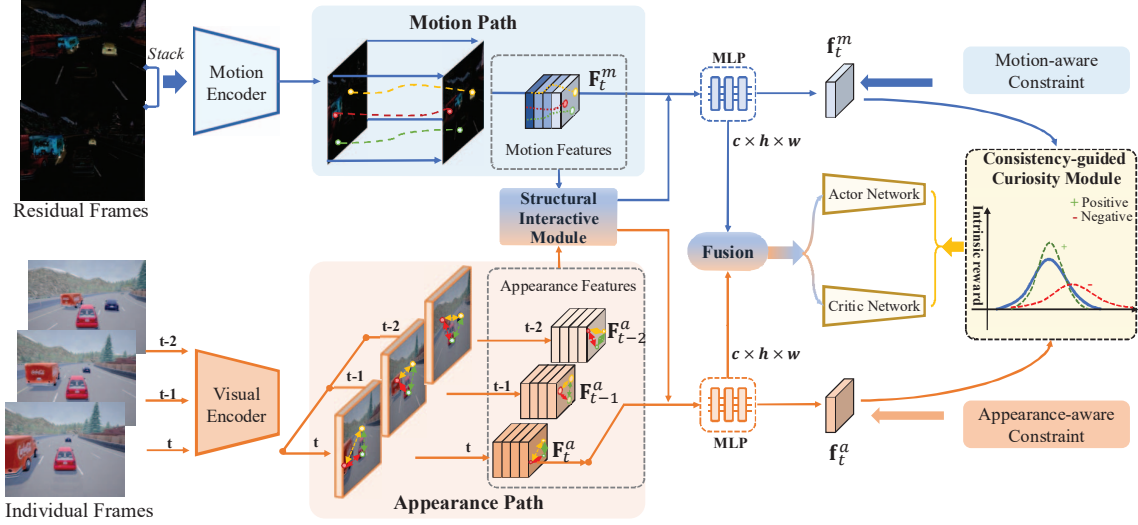 Motion Path
Stack
Motion
Encoder
F_t^m
Motion Features
Residual Frames
MLP
f_t^m
Motion-aware
Constraint
c × h × w
Structural
Interactive
Module
Fusion
Actor Network
Critic Network
Consistency-guided
Curiosity Module
+ Positive
- Negative
Intrinsic
reward
+
-
Appearance Features
t-2
t-1
t
Visual
Encoder
t-2
t-1
t
t-2
F_{t-2}^a
t-1
F_{t-1}^a
t
F_t^a
c × h × w
MLP
f_t^a
Appearance-aware
Constraint
Appearance Path
Individual Frames